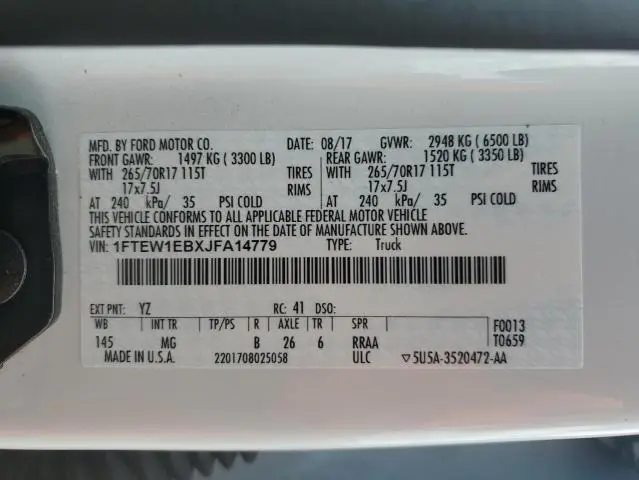 MFD. BY FORD MOTOR CO. DATE: 08/17 GVWR: 2948 KG ( 6500 LB)
FRONT GAWR: 1497 KG ( 3300 LB) REAR GAWR: 1520 KG ( 3350 LB)
WITH 265/70R17 115T TIRES WITH 265/70R17 115T TIRES
17x7.5J RIMS 17x7.5J RIMS
AT 240 kPa/ 35 PSI COLD AT 240 kPa/ 35 PSI COLD
THIS VEHICLE CONFORMS TO ALL APPLICABLE FEDERAL MOTOR VEHICLE
SAFETY STANDARDS IN EFFECT ON THE DATE OF MANUFACTURE SHOWN ABOVE.
VIN: 1FTEW1EBXJFA14779 TYPE: Truck
EXT PNT: YZ RC: 41 DSO: F0013
WB INT TR TP/PS R AXLE TR SPR T0659
145 MG B 26 6 RRAA
MADE IN U.S.A. 2201708025058 ULC ▽5U5A-3520472-AA